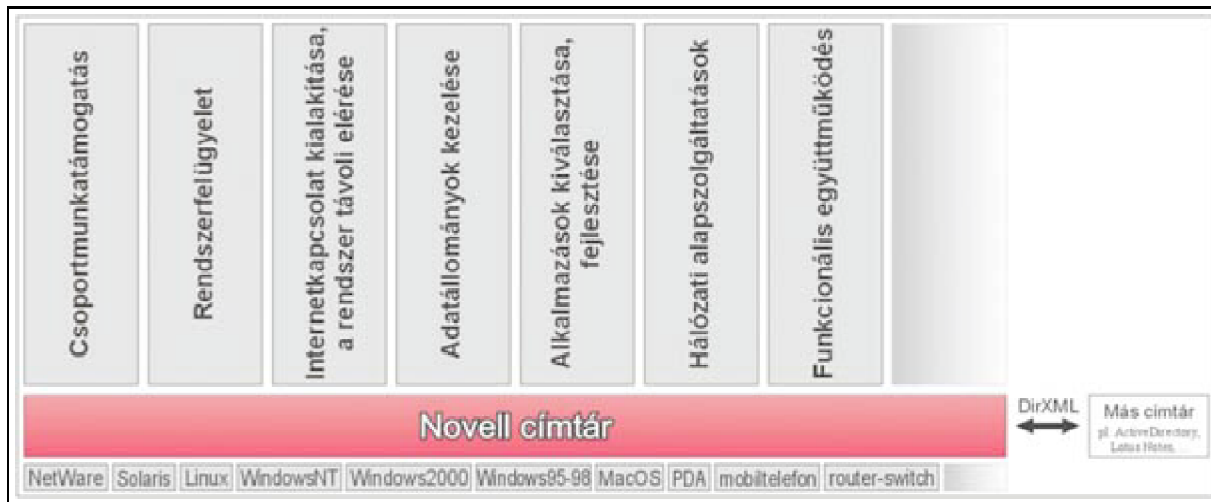 Csoportmunkatámogatás
Rendszerfelügyelet
Internetkapcsolat kialakítása,
a rendszer távoli elérése
Adatállományok kezelése
Alkalmazások kiválasztása,
fejlesztése
Hálózati alapszolgáltatások
Funkcionális együttműködés
Novell címtár
DirXML
Más címtár
pl. ActiveDirectory,
Lotus Notes,
NetWare Solaris Linux WindowsNT Windows2000 Windows95-98 MacOS PDA mobiltelefon router-switch